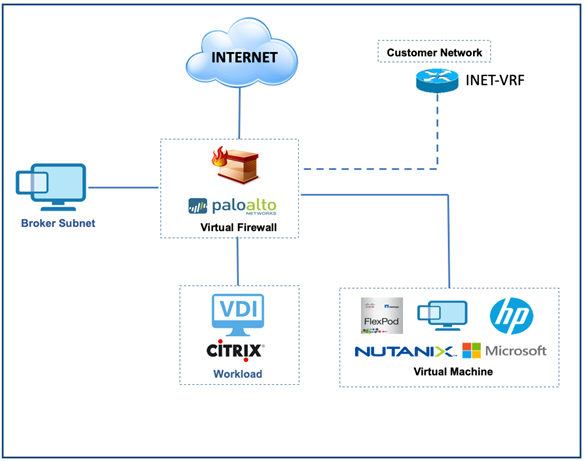 INTERNET
Customer Network
INET-VRF
paloalto
NETWORKS
Virtual Firewall
Broker Subnet
VDI
CiTRIX
Workload
FlexPod
hp
NUTANIX
Microsoft
Virtual Machine